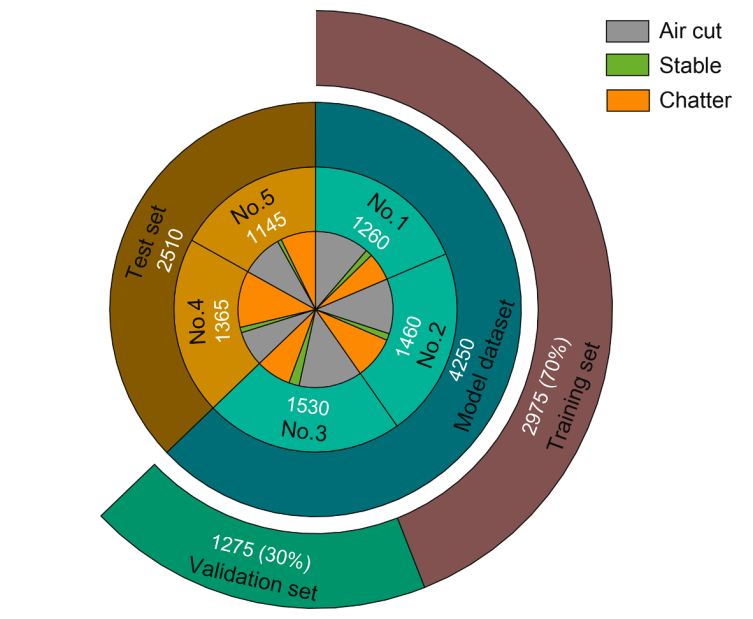 Air cut
Stable
Chatter
No.1
1260
No.2
1460
No.3
1530
No.4
1365
No.5
1145
Model dataset
4250
Test set
2510
Training set
2975 (70%)
Validation set
1275 (30%)